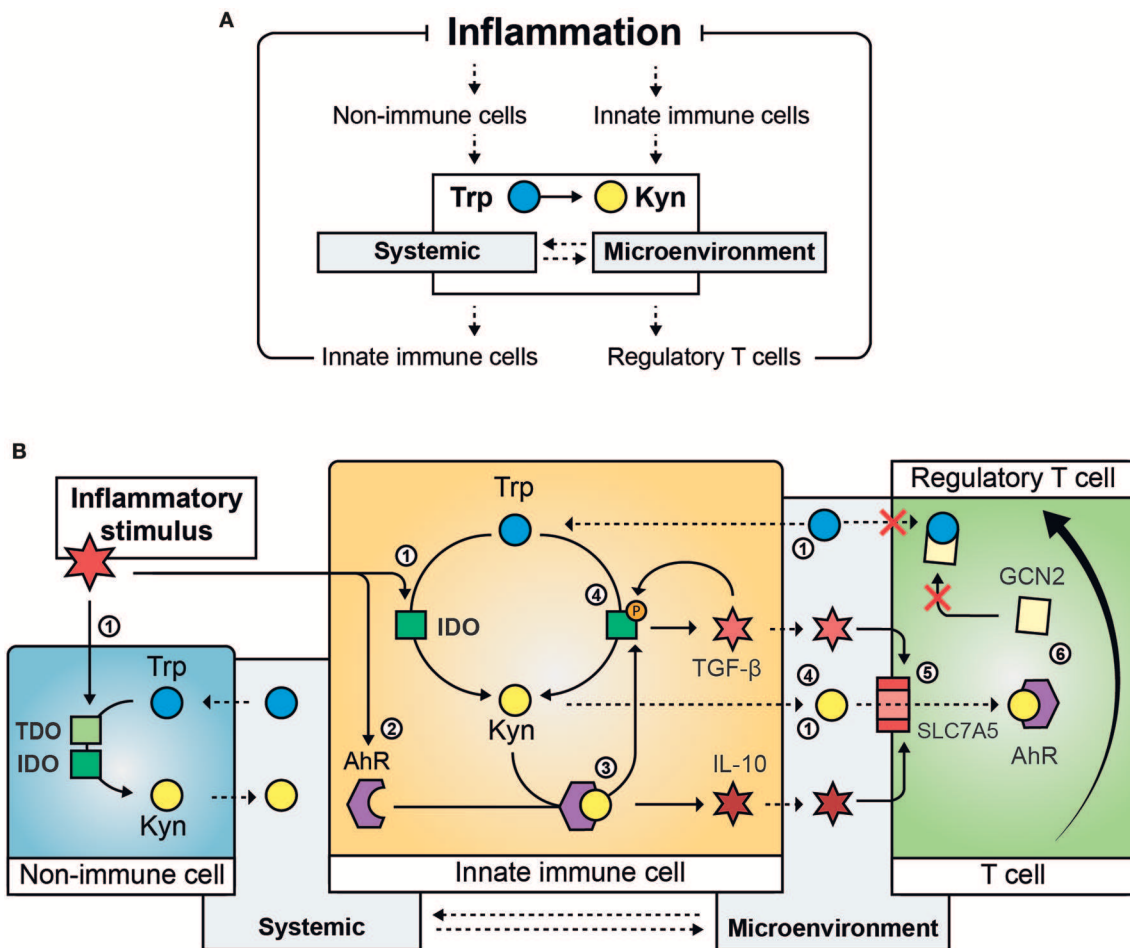 A
Inflammation
Non-immune cells
Innate immune cells
Trp
Kyn
Systemic
Microenvironment
Innate immune cells
Regulatory T cells
B
Inflammatory
stimulus
Regulatory T cell
Trp
①
①
④
P
①
GCN2
IDO
TGF-β
①
Trp
TDO
IDO
Kyn
Kyn
②
AhR
③
IL-10
④
①
⑤
SLC7A5
⑥
AhR
Non-immune cell
Innate immune cell
T cell
Systemic
Microenvironment